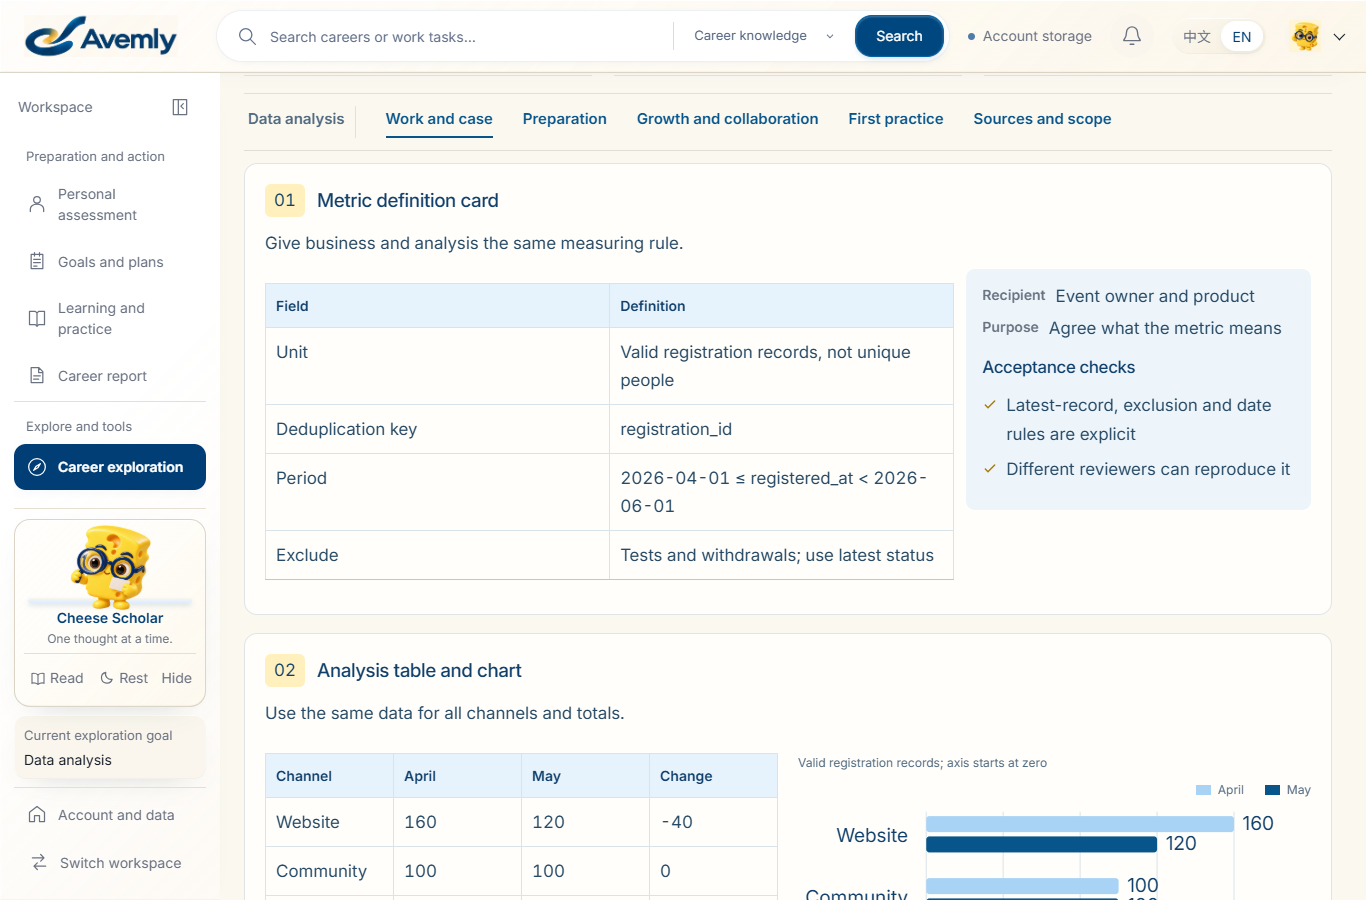 Avemly
Search careers or work tasks...
Career knowledge
Search
Account storage
中文
EN
Workspace
Preparation and action
Personal
assessment
Goals and plans
Learning and
practice
Career report
Explore and tools
Career exploration
Cheese Scholar
One thought at a time.
Read
Rest
Hide
Current exploration goal
Data analysis
Account and data
Switch workspace
Data analysis
Work and case
Preparation
Growth and collaboration
First practice
Sources and scope
01 Metric definition card
Give business and analysis the same measuring rule.
Field Definition
Unit Valid registration records, not unique
people
Deduplication key registration_id
Period 2026-04-01 ≤ registered_at < 2026-
06-01
Exclude Tests and withdrawals; use latest status
Recipient Event owner and product
Purpose Agree what the metric means
Acceptance checks
Latest-record, exclusion and date
rules are explicit
Different reviewers can reproduce it
02 Analysis table and chart
Use the same data for all channels and totals.
Channel April May Change
Website 160 120 -40
Community 100 100 0
Valid registration records; axis starts at zero
April May
Website 160
120
Community 100